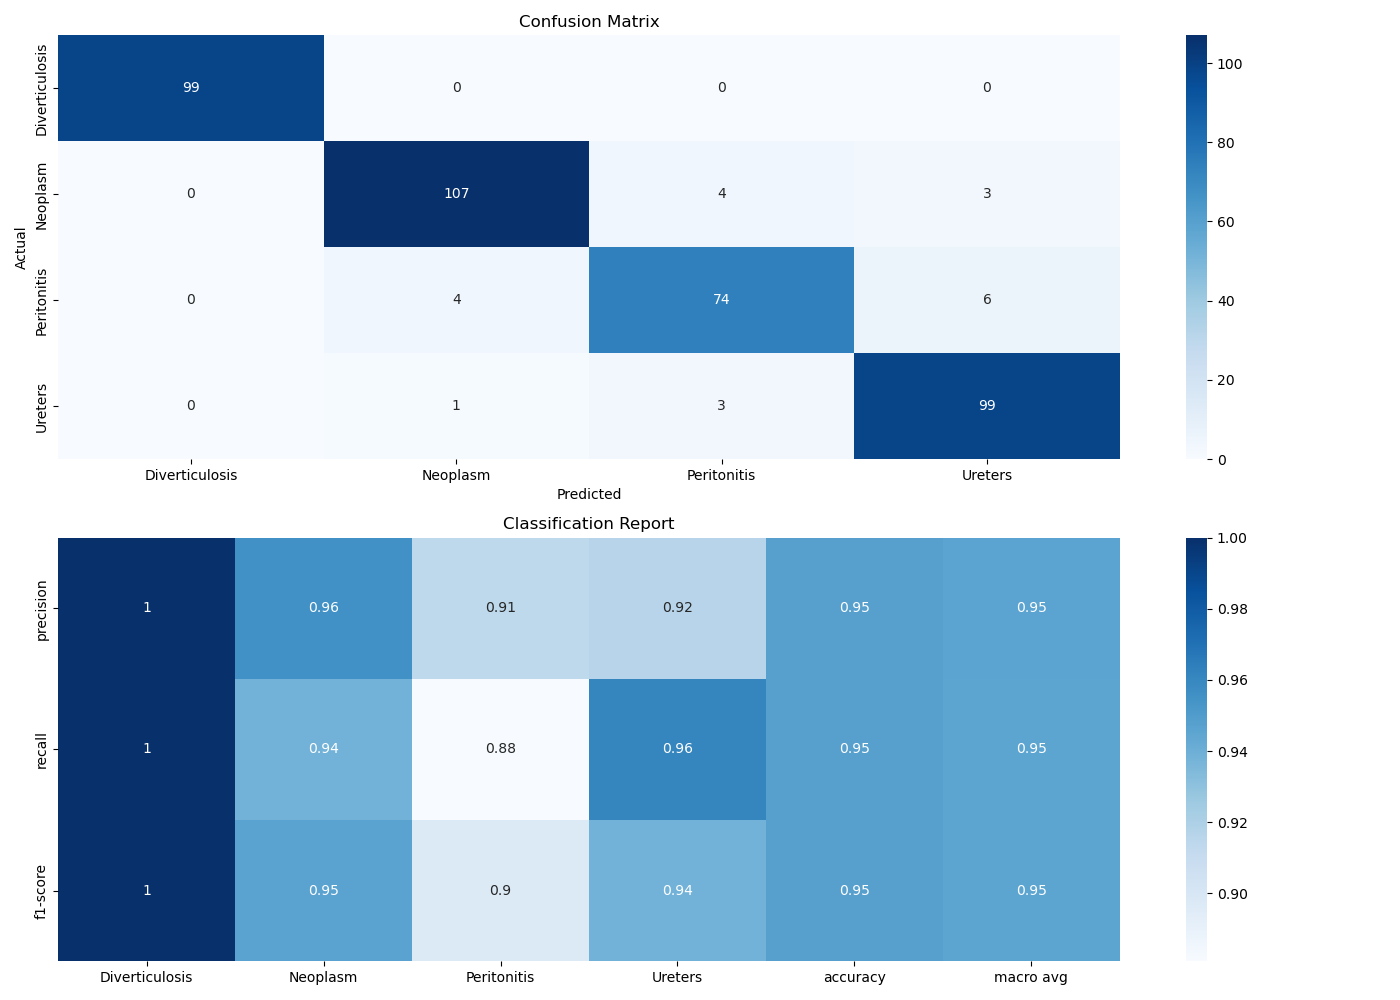 Confusion Matrix
Actual
Diverticulosis 99 0 0 0
Neoplasm 0 107 4 3
Peritonitis 0 4 74 6
Ureters 0 1 3 99
Diverticulosis Neoplasm Peritonitis Ureters
Predicted
100
80
60
40
20
0
Classification Report
precision 1 0.96 0.91 0.92 0.95 0.95
recall 1 0.94 0.88 0.96 0.95 0.95
f1-score 1 0.95 0.9 0.94 0.95 0.95
Diverticulosis Neoplasm Peritonitis Ureters accuracy macro avg
1.00
0.98
0.96
0.94
0.92
0.90